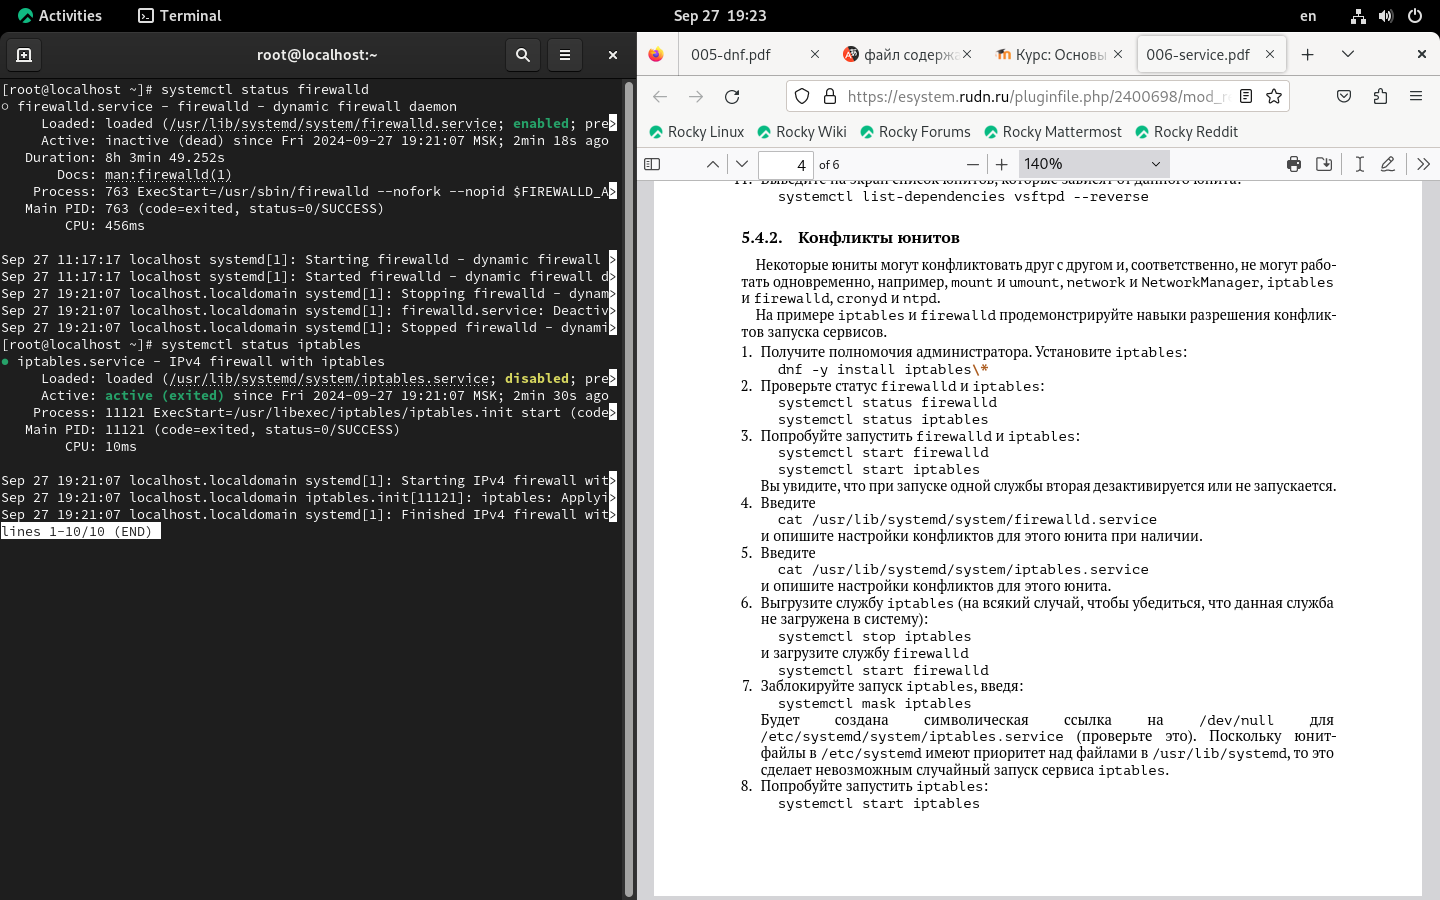 Activities
Terminal
Sep 27 19:23
en
root@localhost:~
[root@localhost ~]# systemctl status firewalld
○ firewalld.service - firewalld - dynamic firewall daemon
Loaded: loaded (/usr/lib/systemd/system/firewalld.service; enabled; pre>
Active: inactive (dead) since Fri 2024-09-27 19:21:07 MSK; 2min 18s ago
Duration: 8h 3min 49.252s
Docs: man:firewalld(1)
Process: 763 ExecStart=/usr/sbin/firewalld --nofork --nopid $FIREWALLD_A>
Main PID: 763 (code=exited, status=0/SUCCESS)
CPU: 456ms
Sep 27 11:17:17 localhost systemd[1]: Starting firewalld - dynamic firewall >
Sep 27 11:17:17 localhost systemd[1]: Started firewalld - dynamic firewall d>
Sep 27 19:21:07 localhost.localdomain systemd[1]: Stopping firewalld - dynam>
Sep 27 19:21:07 localhost.localdomain systemd[1]: firewalld.service: Deactiv>
Sep 27 19:21:07 localhost.localdomain systemd[1]: Stopped firewalld - dynami>
[root@localhost ~]# systemctl status iptables
● iptables.service - IPv4 firewall with iptables
Loaded: loaded (/usr/lib/systemd/system/iptables.service; disabled; pre>
Active: active (exited) since Fri 2024-09-27 19:21:07 MSK; 2min 30s ago
Process: 11121 ExecStart=/usr/libexec/iptables/iptables.init start (code>
Main PID: 11121 (code=exited, status=0/SUCCESS)
CPU: 10ms
Sep 27 19:21:07 localhost.localdomain systemd[1]: Starting IPv4 firewall wit>
Sep 27 19:21:07 localhost.localdomain iptables.init[11121]: iptables: Applyi>
Sep 27 19:21:07 localhost.localdomain systemd[1]: Finished IPv4 firewall wit>
lines 1-10/10 (END)
005-dnf.pdf
файл содержа
Курс: Основы
006-service.pdf
https://esystem.rudn.ru/pluginfile.php/2400698/mod_r
Rocky Linux
Rocky Wiki
Rocky Forums
Rocky Mattermost
Rocky Reddit
4 of 6
140%
11. Выведите на экран список юнитов, которые зависят от данного юнита:
systemctl list-dependencies vsftpd --reverse
5.4.2. Конфликты юнитов
Некоторые юниты могут конфликтовать друг с другом и, соответственно, не могут рабо-
тать одновременно, например, mount и umount, network и NetworkManager, iptables
и firewalld, cronyd и ntpd.
На примере iptables и firewalld продемонстрируйте навыки разрешения конфлик-
тов запуска сервисов.
1. Получите полномочия администратора. Установите iptables:
dnf -y install iptables\*
2. Проверьте статус firewalld и iptables:
systemctl status firewalld
systemctl status iptables
3. Попробуйте запустить firewalld и iptables:
systemctl start firewalld
systemctl start iptables
Вы увидите, что при запуске одной службы вторая дезактивируется или не запускается.
4. Введите
cat /usr/lib/systemd/system/firewalld.service
и опишите настройки конфликтов для этого юнита при наличии.
5. Введите
cat /usr/lib/systemd/system/iptables.service
и опишите настройки конфликтов для этого юнита.
6. Выгрузите службу iptables (на всякий случай, чтобы убедиться, что данная служба
не загружена в систему):
systemctl stop iptables
и загрузите службу firewalld
systemctl start firewalld
7. Заблокируйте запуск iptables, введя:
systemctl mask iptables
Будет создана символическая ссылка на /dev/null для
/etc/systemd/system/iptables.service (проверьте это). Поскольку юнит-
файлы в /etc/systemd имеют приоритет над файлами в /usr/lib/systemd, то это
сделает невозможным случайный запуск сервиса iptables.
8. Попробуйте запустить iptables:
systemctl start iptables